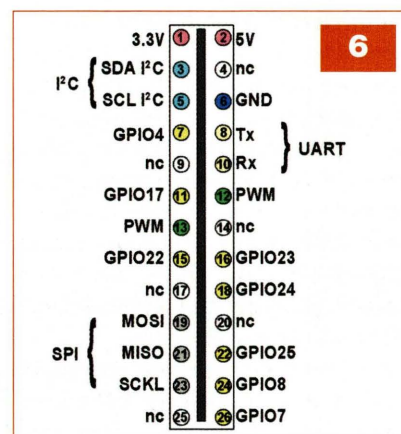 6
3.3V 1 2 5V
I²C { SDA I²C 3 4 nc
SCL I²C 5 6 GND
GPIO4 7 8 Tx } UART
nc 9 10 Rx
GPIO17 11 12 PWM
PWM 13 14 nc
GPIO22 15 16 GPIO23
nc 17 18 GPIO24
SPI { MOSI 19 20 nc
MISO 21 22 GPIO25
SCKL 23 24 GPIO8
nc 25 26 GPIO7